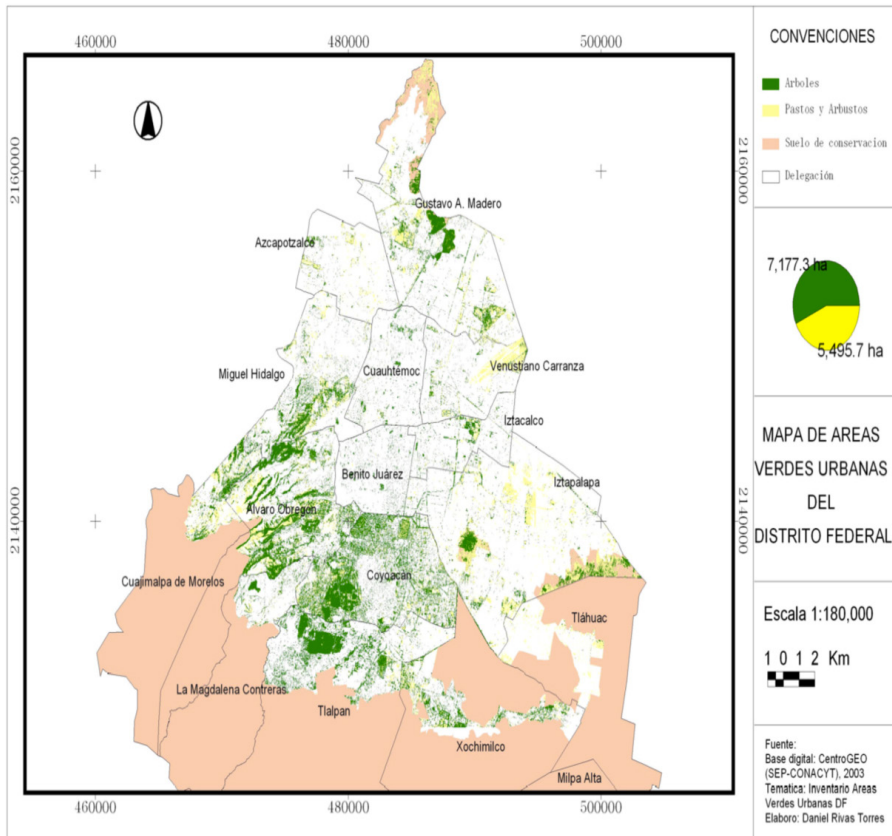 460000
480000
500000
2160000
2160000
2140000
2140000
Gustavo A. Madero
Azcapotzalco
Miguel Hidalgo
Cuauhtemoc
Venustiano Carranza
Iztacalco
Benito Juárez
Iztapalapa
Alvaro Obregón
Coyoacán
Cuajimalpa de Morelos
Tláhuac
La Magdalena Contreras
Tlalpan
Xochimilco
Milpa Alta
460000
480000
500000
CONVENCIONES
Arboles
Pastos y Arbustos
Suelo de conservacion
Delegación
7,177.3 ha
5,495.7 ha
MAPA DE AREAS
VERDES URBANAS
DEL
DISTRITO FEDERAL
Escala 1:180,000
1 0 1 2 Km
Fuente:
Base digital: CentroGEO
(SEP-CONACYT), 2003
Tematica: Inventario Areas
Verdes Urbanas DF
Elaboro: Daniel Rivas Torres